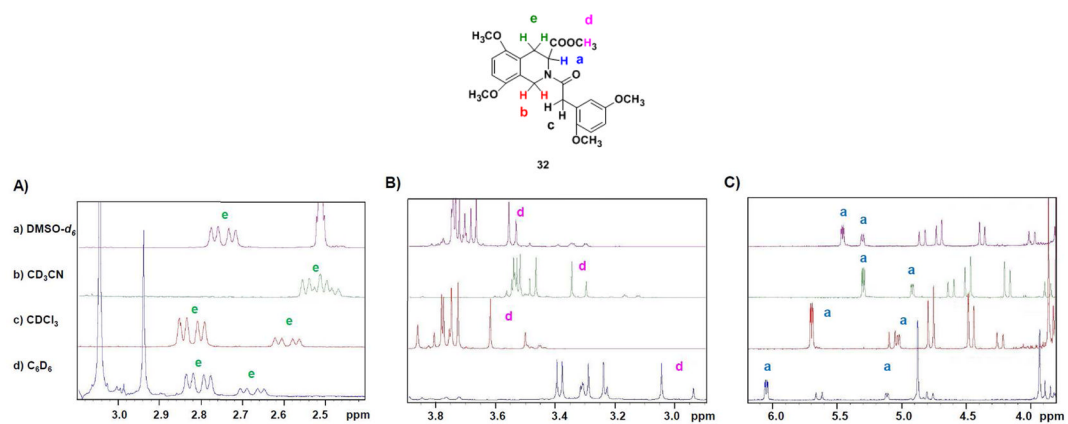 e
d
H₃CO
H
H
COOCH₃
a
H
N
O
H₃CO
H
H
b
H
H
c
OCH₃
OCH₃
32
A)
B)
C)
a) DMSO-d₆
b) CD₃CN
c) CDCl₃
d) C₆D₆
e
e
e
e
e
e
3.0 2.9 2.8 2.7 2.6 2.5 ppm
d
d
d
d
3.8 3.6 3.4 3.2 3.0 ppm
a
a
a
a
a
a
a
a
6.0 5.5 5.0 4.5 4.0 ppm